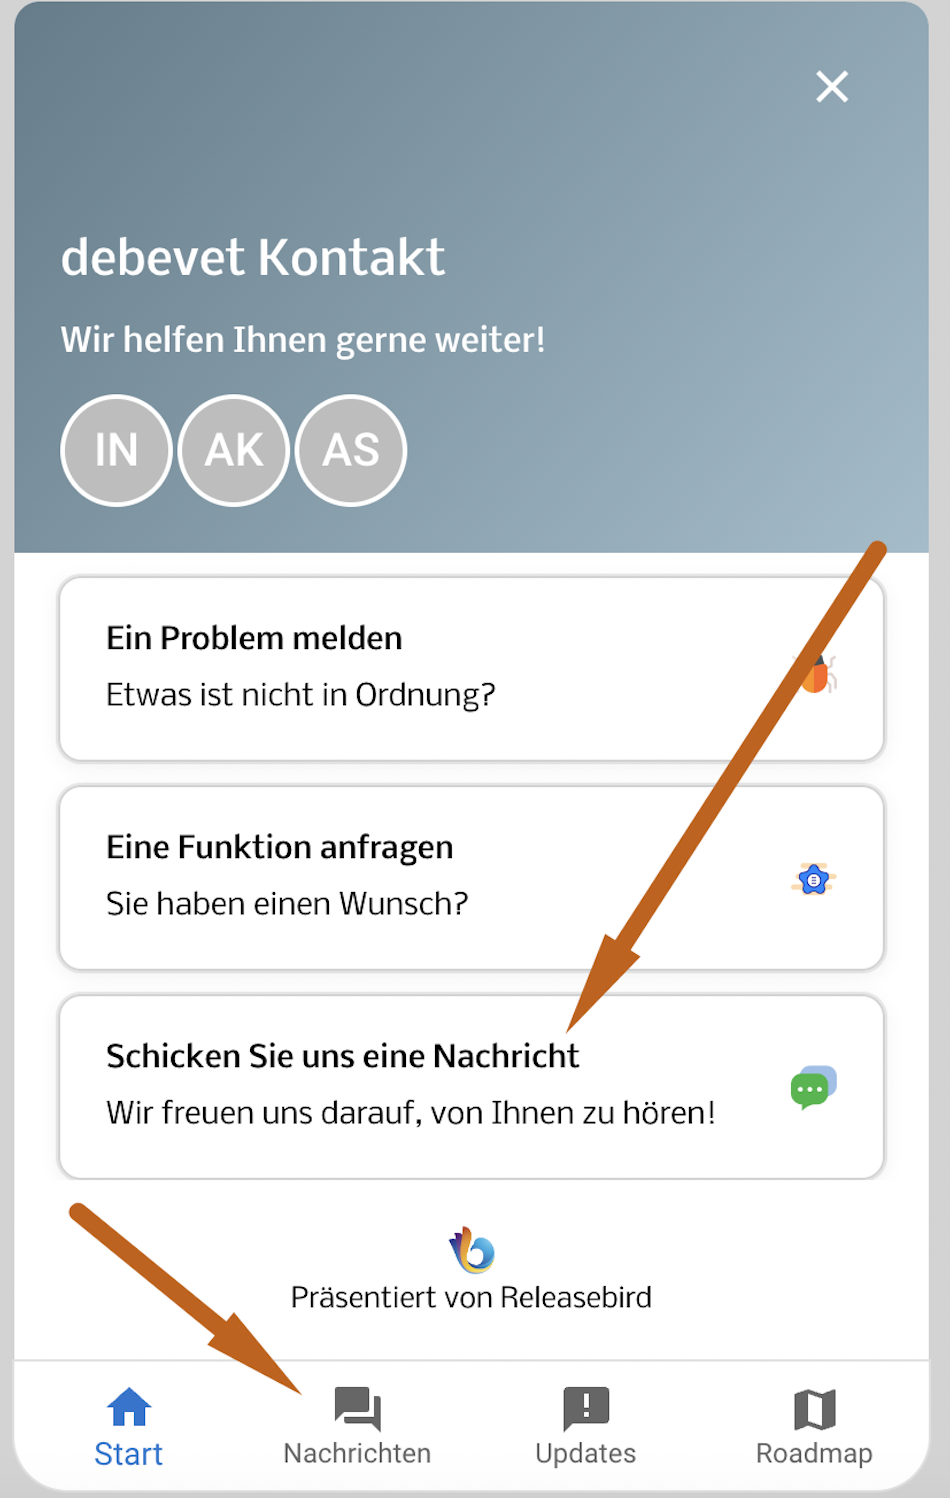 debevet Kontakt
Wir helfen Ihnen gerne weiter!
IN AK AS
Ein Problem melden
Etwas ist nicht in Ordnung?
Eine Funktion anfragen
Sie haben einen Wunsch?
Schicken Sie uns eine Nachricht
Wir freuen uns darauf, von Ihnen zu hören!
Präsentiert von Releasebird
Start Nachrichten Updates Roadmap